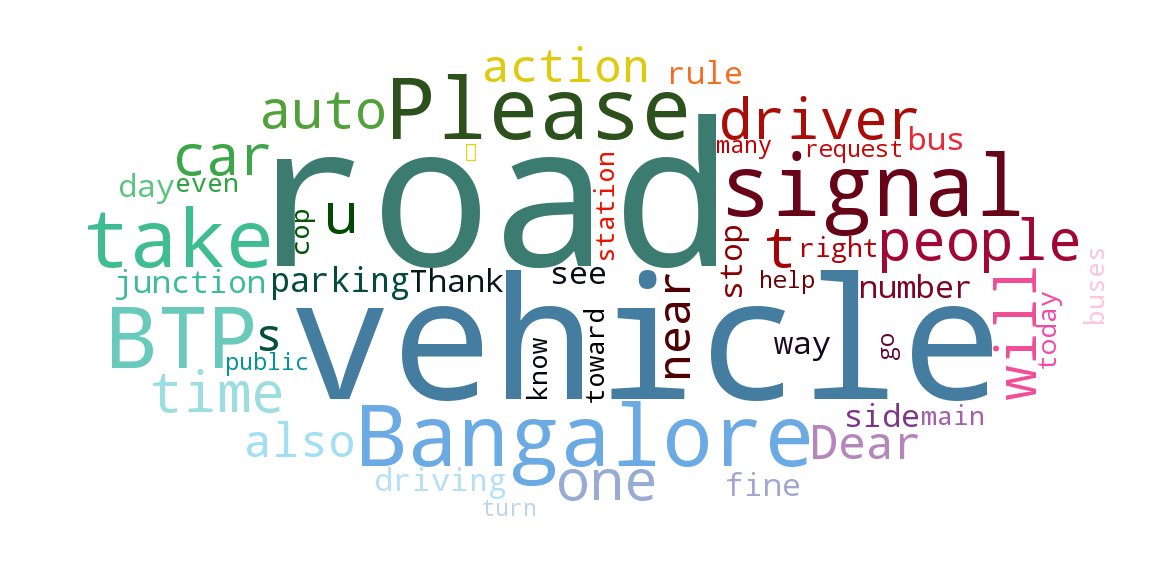 action
rule
Please
auto
driver
road
many
request
bus
car
signal
day
even
station
take
cop
u
stop
t
right
people
junction
parking
Thank
see
help
number
buses
BTP
s
vehicle
near
Will
today
public
know
toward
way
go
time
Bangalore
side
main
also
Dear
driving
one
fine
turn